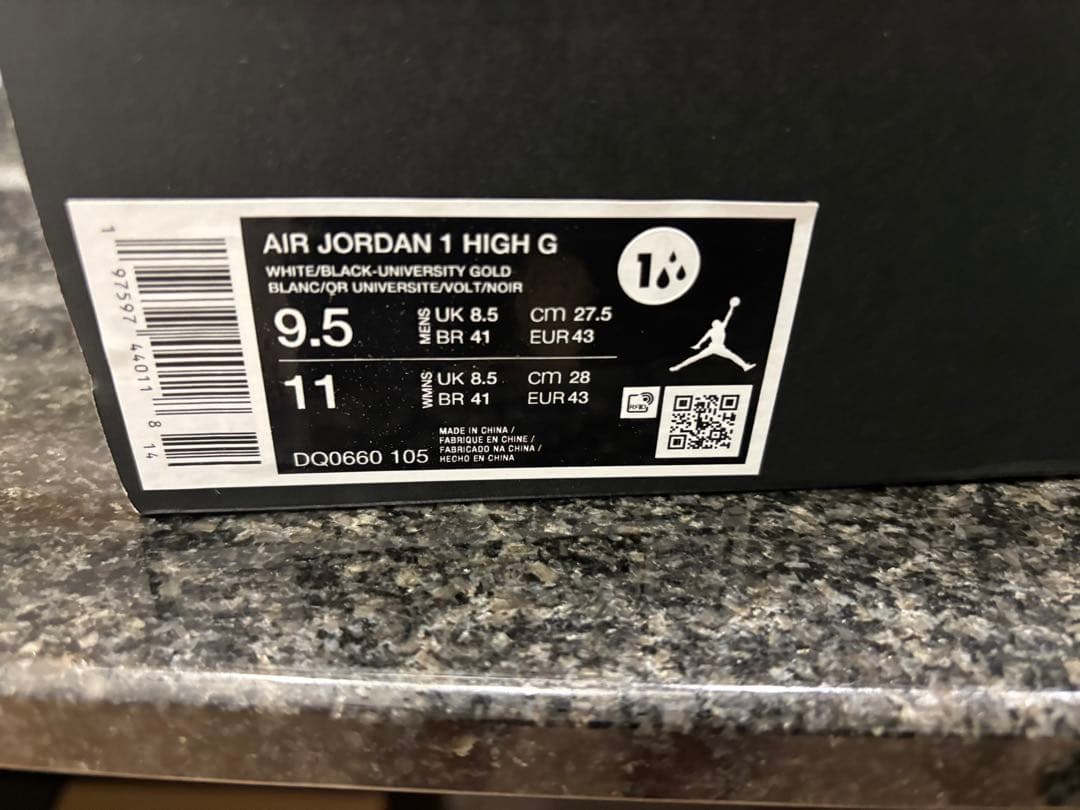 AIR JORDAN 1 HIGH G
WHITE/BLACK-UNIVERSITY GOLD
BLANC/OR UNIVERSITE/VOLT/NOIR
9.5 MENS UK 8.5 cm 27.5
BR 41 EUR 43
11 WMNS UK 8.5 cm 28
BR 41 EUR 43
DQ0660 105
MADE IN CHINA /
FABRIQUE EN CHINE /
FABRICADO NA CHINA /
HECHO EN CHINA
1
RFID
1 97597 44011 8 14